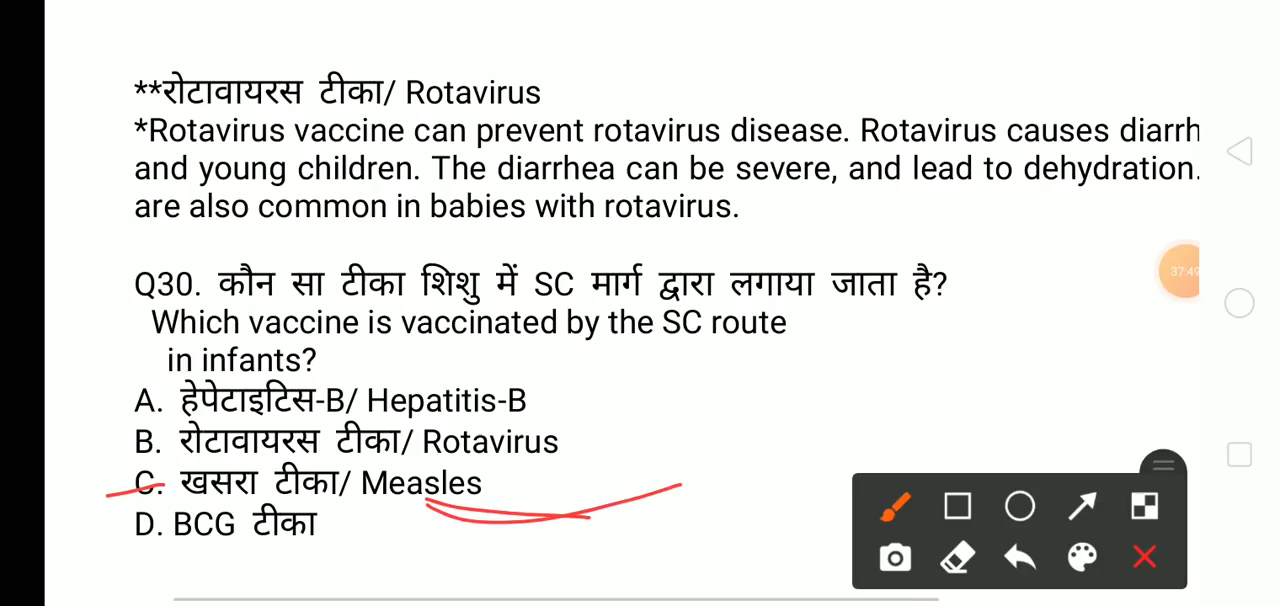 **रोटावायरस टीका/ Rotavirus
*Rotavirus vaccine can prevent rotavirus disease. Rotavirus causes diarrh
and young children. The diarrhea can be severe, and lead to dehydration.
are also common in babies with rotavirus.
37:49
Q30. कौन सा टीका शिशु में SC मार्ग द्वारा लगाया जाता है?
Which vaccine is vaccinated by the SC route
in infants?
A. हेपेटाइटिस-B/ Hepatitis-B
B. रोटावायरस टीका/ Rotavirus
C. खसरा टीका/ Measles
D. BCG टीका